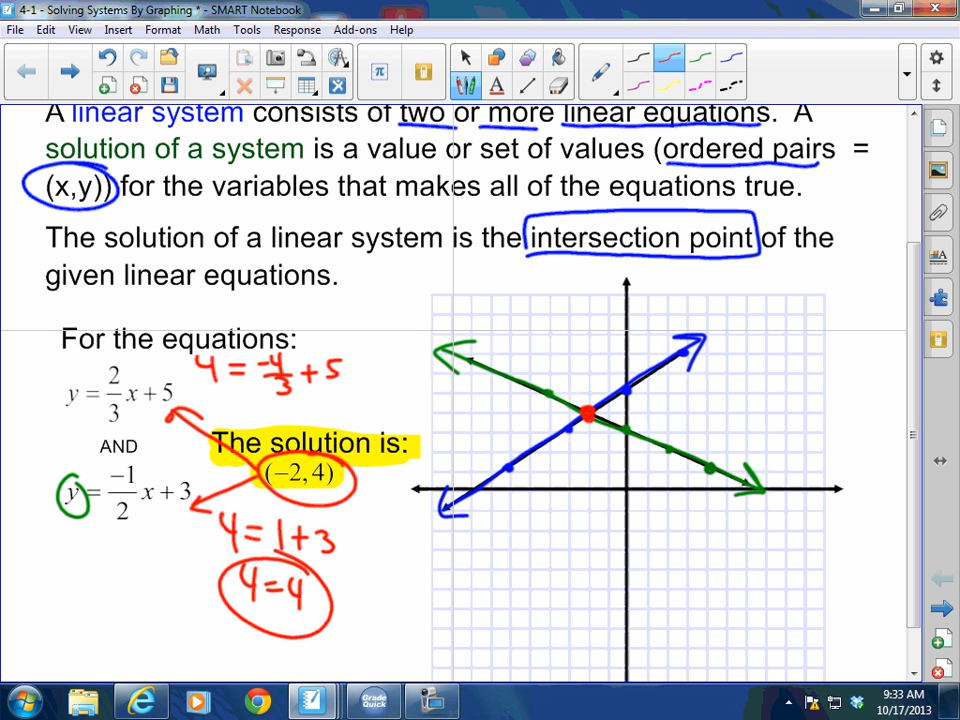 4-1 - Solving Systems By Graphing * - SMART Notebook
File Edit View Insert Format Math Tools Response Add-ons Help
A linear system consists of two or more linear equations. A
solution of a system is a value or set of values (ordered pairs =
(x,y)) for the variables that makes all of the equations true.
The solution of a linear system is the intersection point of the
given linear equations.
For the equations:
4 = -4/3 + 5
y = 2/3 x + 5
AND
The solution is:
(-2, 4)
y = -1/2 x + 3
4 = 1 + 3
4 = 4
Grade Quick
9:33 AM
10/17/2013